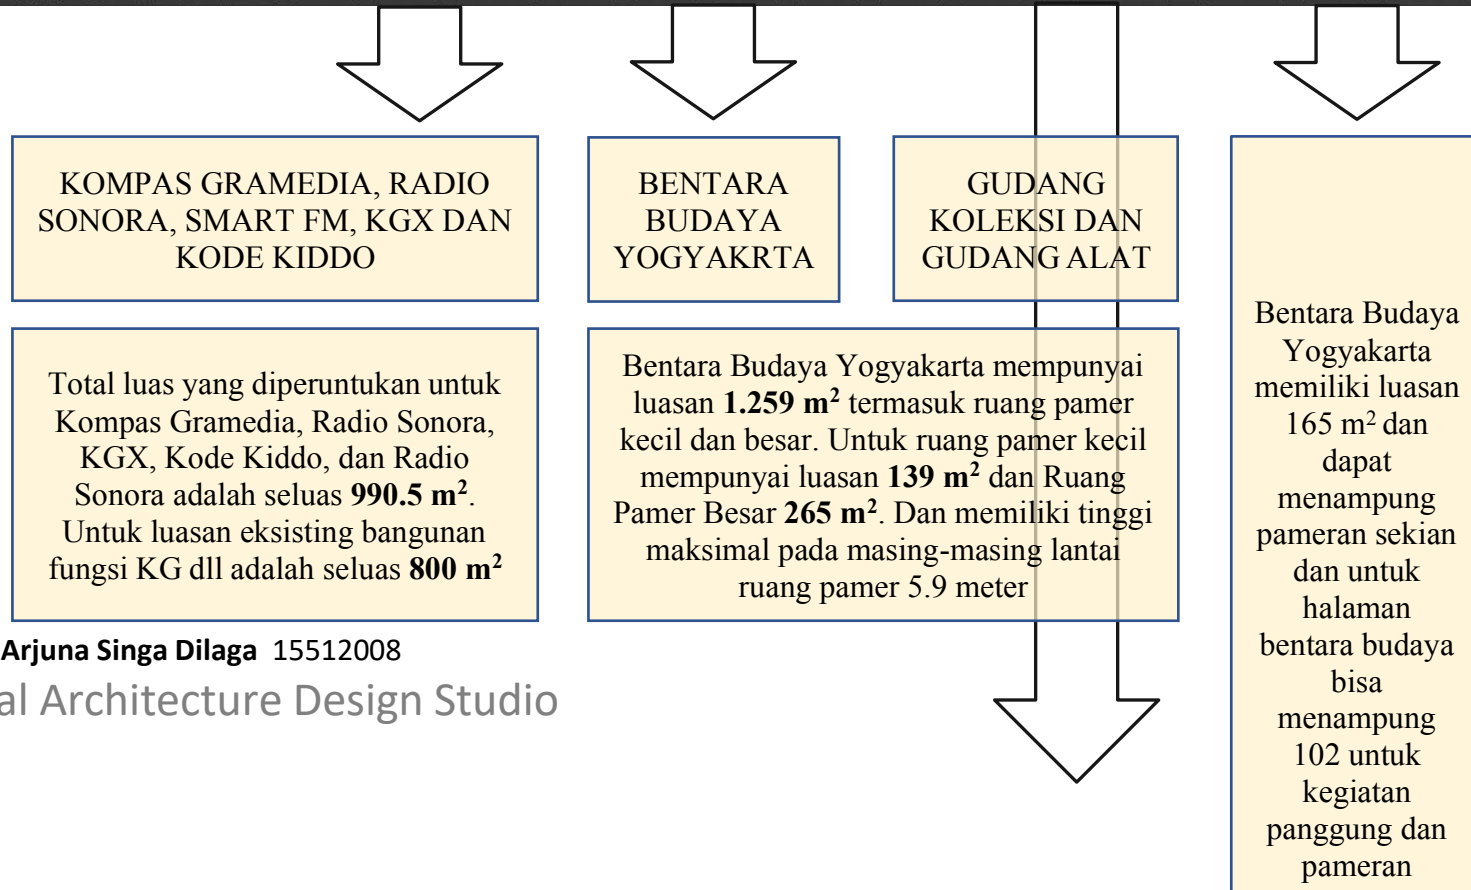 KOMPAS GRAMEDIA, RADIO
SONORA, SMART FM, KGX DAN
KODE KIDDO
BENTARA
BUDAYA
YOGYAKRTA
GUDANG
KOLEKSI DAN
GUDANG ALAT
Total luas yang diperuntukan untuk
Kompas Gramedia, Radio Sonora,
KGX, Kode Kiddo, dan Radio
Sonora adalah seluas 990.5 m².
Untuk luasan eksisting bangunan
fungsi KG dll adalah seluas 800 m²
Bentara Budaya Yogyakarta mempunyai
luasan 1.259 m² termasuk ruang pamer
kecil dan besar. Untuk ruang pamer kecil
mempunyai luasan 139 m² dan Ruang
Pamer Besar 265 m². Dan memiliki tinggi
maksimal pada masing-masing lantai
ruang pamer 5.9 meter
Bentara Budaya
Yogyakarta
memiliki luasan
165 m² dan
dapat
menampung
pameran sekian
dan untuk
halaman
bentara budaya
bisa
menampung
102 untuk
kegiatan
panggung dan
pameran
Arjuna Singa Dilaga 15512008
al Architecture Design Studio